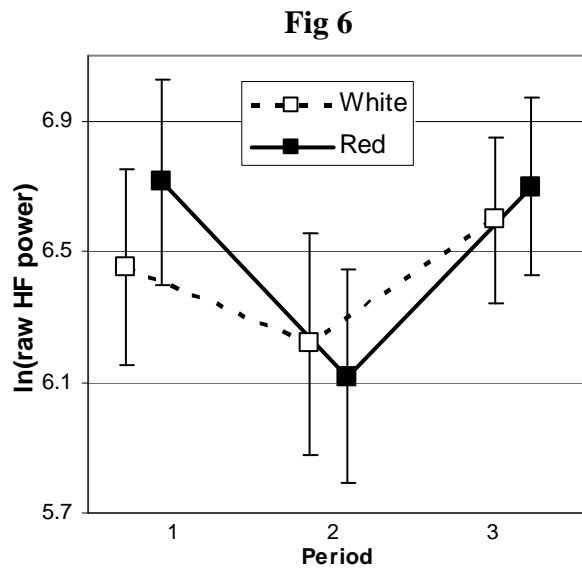 Fig 6
White
Red
ln(raw HF power)
6.9
6.5
6.1
5.7
1 2 3
Period